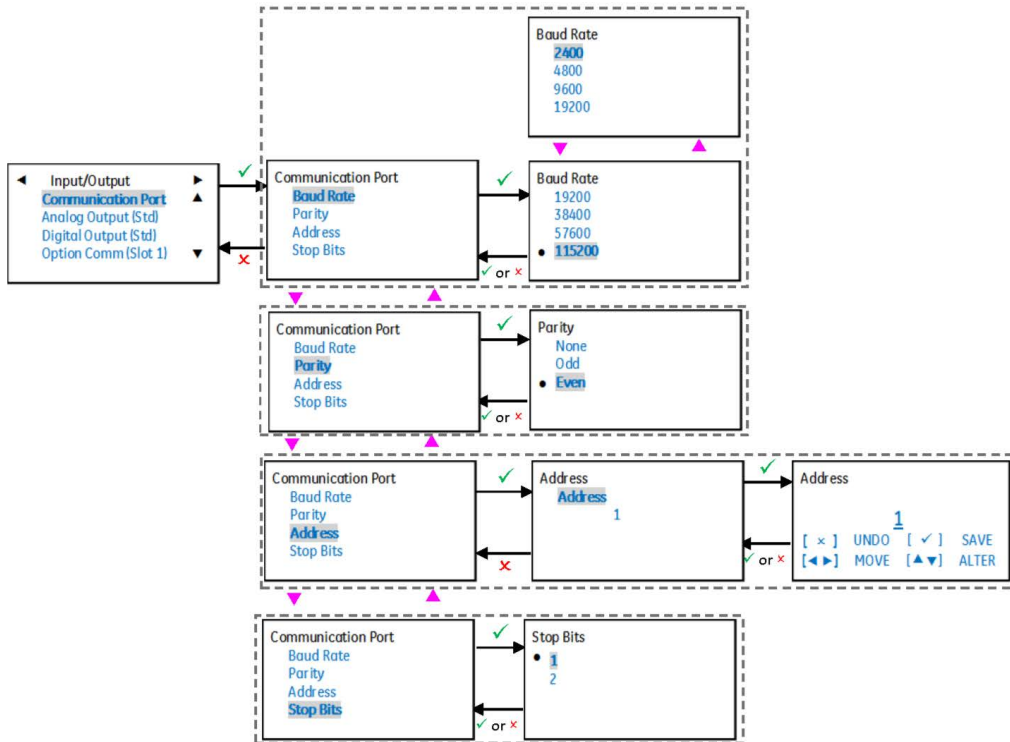 Baud Rate
2400
4800
9600
19200
◄ Input/Output ►
Communication Port ▲
Analog Output (Std)
Digital Output (Std)
Option Comm (Slot 1) ▼
✓
✗
Communication Port
Baud Rate
Parity
Address
Stop Bits
✓
✓ or ✗
Baud Rate
19200
38400
57600
• 115200
Communication Port
Baud Rate
Parity
Address
Stop Bits
✓
✓ or ✗
Parity
None
Odd
• Even
Communication Port
Baud Rate
Parity
Address
Stop Bits
✓
✗
Address
Address
1
✓
✓ or ✗
Address
1
[ × ] UNDO [ ✓ ] SAVE
[◄ ►] MOVE [▲▼] ALTER
Communication Port
Baud Rate
Parity
Address
Stop Bits
✓
✓ or ✗
Stop Bits
• 1
2